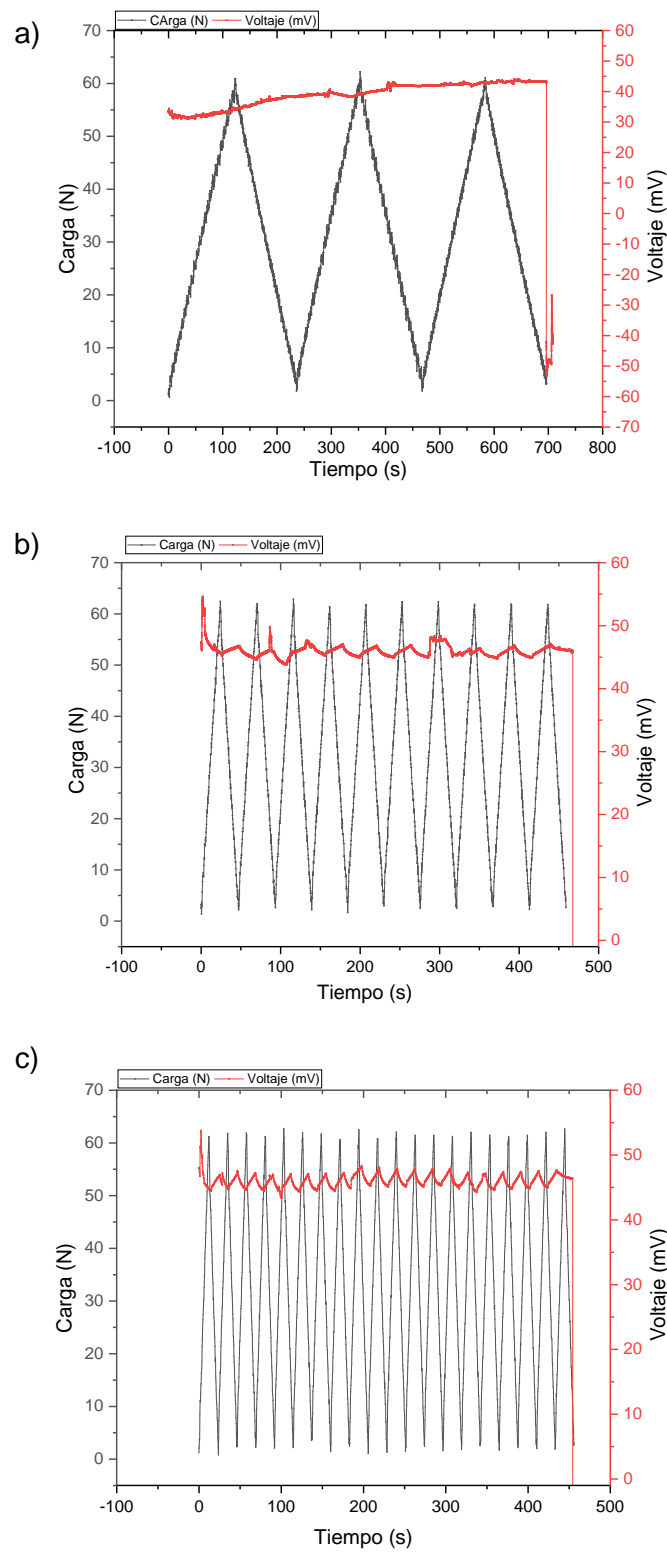 a)
CArga (N) Voltaje (mV)
70 60 50 40 30 20 10 0
Carga (N)
60 50 40 30 20 10 0 -10 -20 -30 -40 -50 -60 -70
Voltaje (mV)
-100 0 100 200 300 400 500 600 700 800
Tiempo (s)
b)
Carga (N) Voltaje (mV)
70 60 50 40 30 20 10 0
Carga (N)
60 50 40 30 20 10 0
Voltaje (mV)
-100 0 100 200 300 400 500
Tiempo (s)
c)
Carga (N) Voltaje (mV)
70 60 50 40 30 20 10 0
Carga (N)
60 50 40 30 20 10 0
Voltaje (mV)
-100 0 100 200 300 400 500
Tiempo (s)